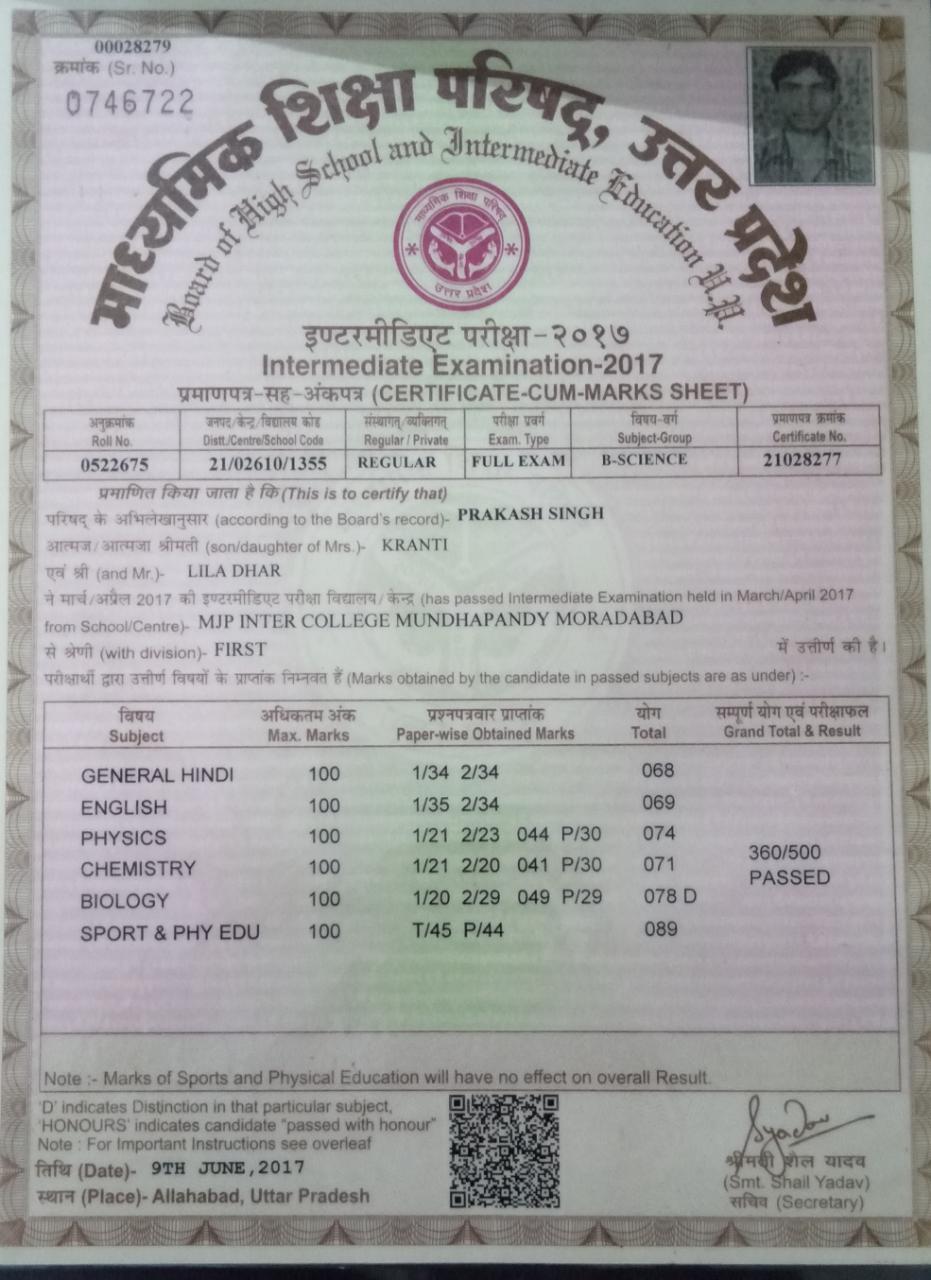 00028279
क्रमांक (Sr. No.)
0746722
माध्यमिक शिक्षा परिषद्, उत्तर प्रदेश
Board of High School and Intermediate Education U.P.
माध्यमिक शिक्षा परिषद्
उत्तर प्रदेश
इण्टरमीडिएट परीक्षा-२०१७
Intermediate Examination-2017
प्रमाणपत्र-सह-अंकपत्र (CERTIFICATE-CUM-MARKS SHEET)
अनुक्रमांक जनपद/केन्द्र/विद्यालय कोड संस्थागत/व्यक्तिगत परीक्षा प्रवर्ग विषय-वर्ग प्रमाणपत्र क्रमांक
Roll No. Distt./Centre/School Code Regular / Private Exam. Type Subject-Group Certificate No.
0522675 21/02610/1355 REGULAR FULL EXAM B-SCIENCE 21028277
प्रमाणित किया जाता है कि (This is to certify that)
परिषद् के अभिलेखानुसार (according to the Board's record)- PRAKASH SINGH
आत्मज/आत्मजा श्रीमती (son/daughter of Mrs.)- KRANTI
एवं श्री (and Mr.)- LILA DHAR
ने मार्च/अप्रैल 2017 की इण्टरमीडिएट परीक्षा विद्यालय/केन्द्र (has passed Intermediate Examination held in March/April 2017
from School/Centre)- MJP INTER COLLEGE MUNDHAPANDY MORADABAD
से श्रेणी (with division)- FIRST में उत्तीर्ण की है।
परीक्षार्थी द्वारा उत्तीर्ण विषयों के प्राप्तांक निम्नवत हैं (Marks obtained by the candidate in passed subjects are as under) :-
विषय अधिकतम अंक प्रश्नपत्रवार प्राप्तांक योग सम्पूर्ण योग एवं परीक्षाफल
Subject Max. Marks Paper-wise Obtained Marks Total Grand Total & Result
GENERAL HINDI 100 1/34 2/34 068
ENGLISH 100 1/35 2/34 069
PHYSICS 100 1/21 2/23 044 P/30 074
360/500
CHEMISTRY 100 1/21 2/20 041 P/30 071
PASSED
BIOLOGY 100 1/20 2/29 049 P/29 078 D
SPORT & PHY EDU 100 T/45 P/44 089
Note :- Marks of Sports and Physical Education will have no effect on overall Result.
'D' indicates Distinction in that particular subject,
'HONOURS' indicates candidate "passed with honour"
Note : For Important Instructions see overleaf
तिथि (Date)- 9TH JUNE,2017
स्थान (Place)- Allahabad, Uttar Pradesh
SYadav
श्रीमती शैल यादव
(Smt. Shail Yadav)
सचिव (Secretary)